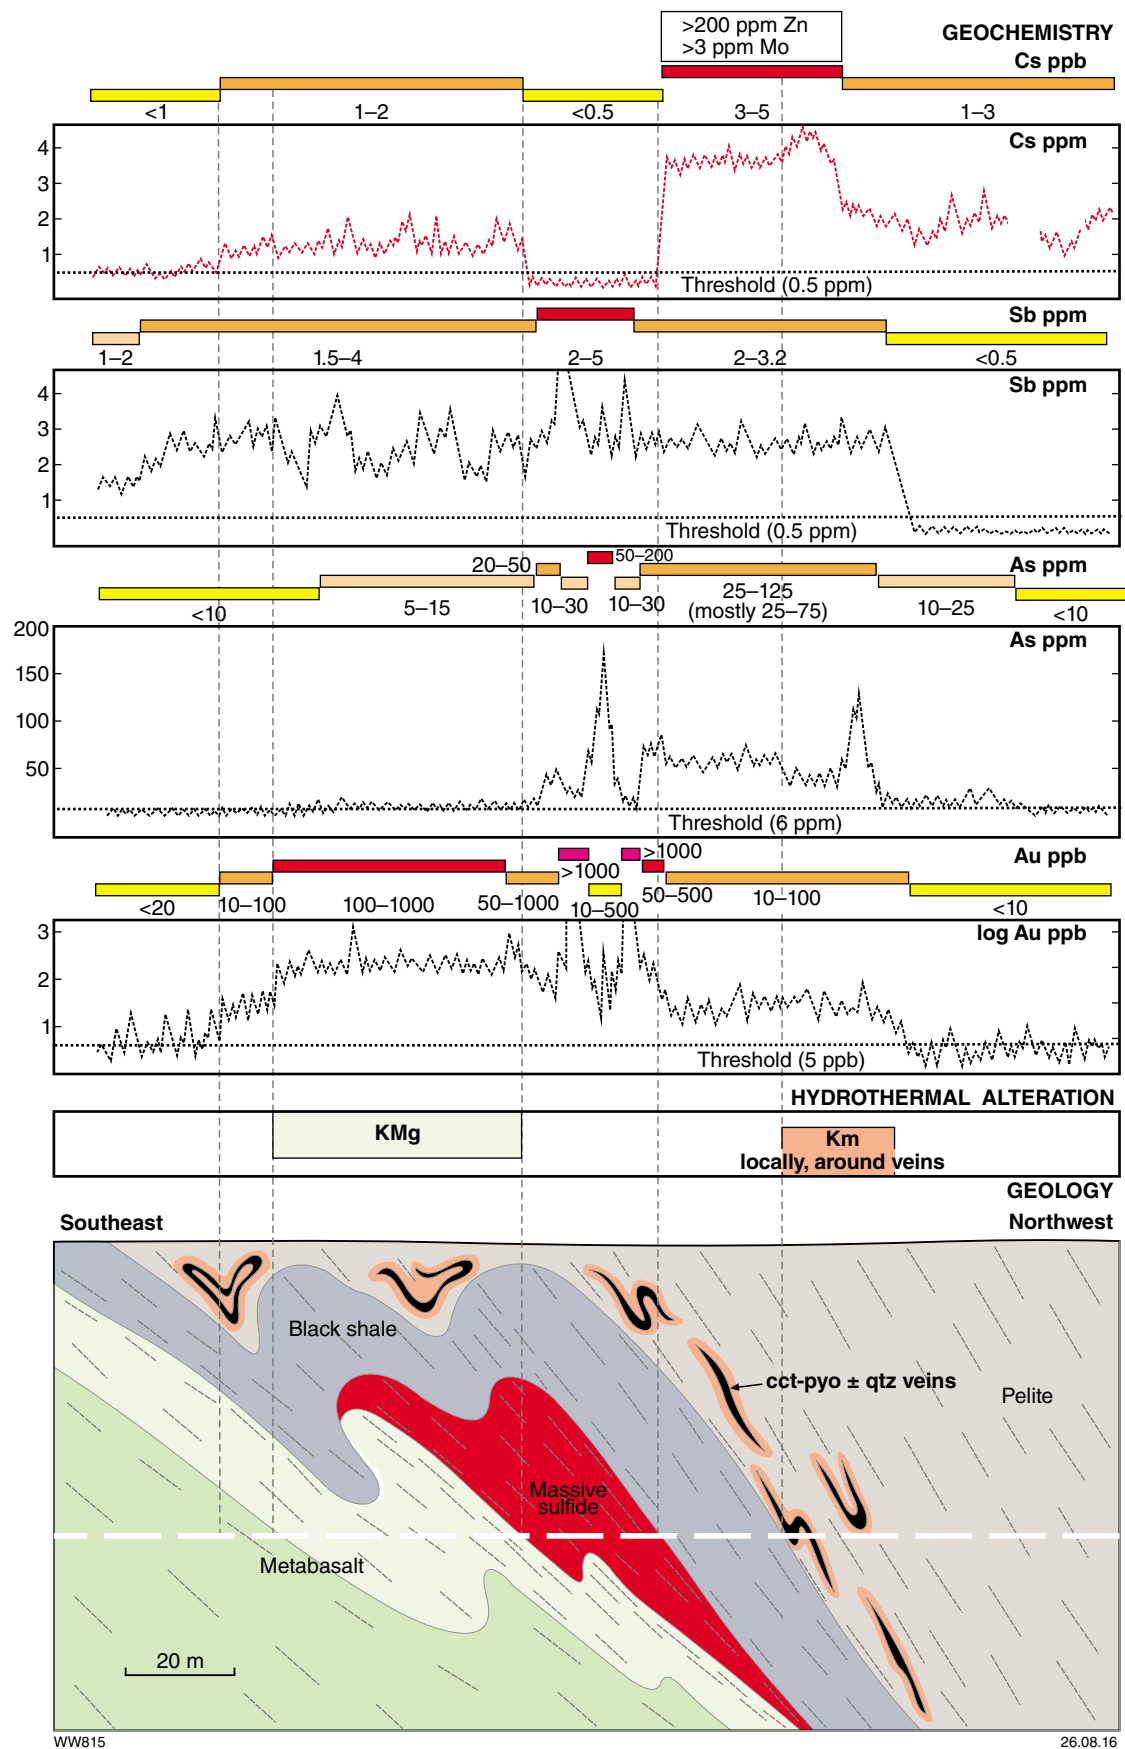 >200 ppm Zn
>3 ppm Mo
GEOCHEMISTRY
Cs ppb
<1
1–2
<0.5
3–5
1–3
Cs ppm
4
3
2
1
Threshold (0.5 ppm)
Sb ppm
1–2
1.5–4
2–5
2–3.2
<0.5
Sb ppm
4
3
2
1
Threshold (0.5 ppm)
As ppm
<10
5–15
20–50
10–30
50–200
10–30
25–125
(mostly 25–75)
10–25
<10
As ppm
200
150
100
50
Threshold (6 ppm)
Au ppb
<20
10–100
100–1000
50–1000
>1000
10–500
>1000
50–500
10–100
<10
log Au ppb
3
2
1
Threshold (5 ppb)
HYDROTHERMAL ALTERATION
KMg
Km
locally, around veins
GEOLOGY
Southeast
Northwest
Black shale
cct-pyo ± qtz veins
Pelite
Massive
sulfide
Metabasalt
20 m
WW815
26.08.16